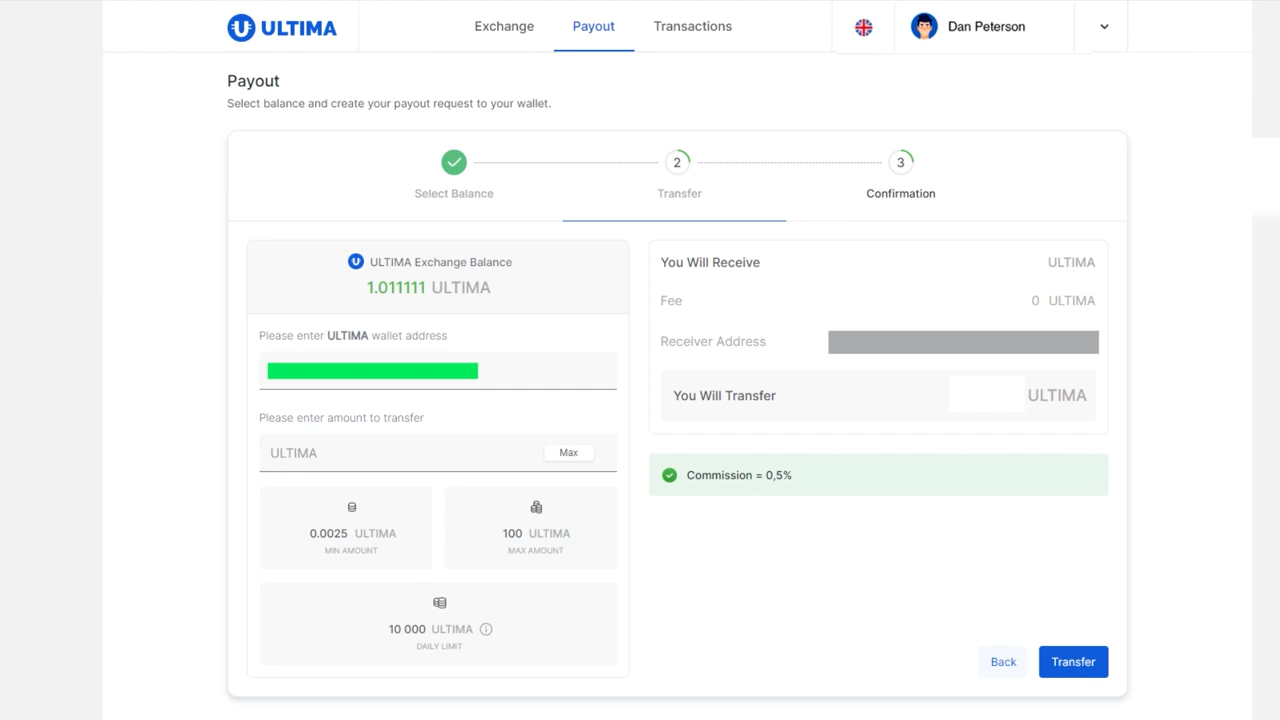 ULTIMA
Exchange
Payout
Transactions
Dan Peterson
Payout
Select balance and create your payout request to your wallet.
2
3
Select Balance
Transfer
Confirmation
ULTIMA Exchange Balance
1.011111 ULTIMA
Please enter ULTIMA wallet address
Please enter amount to transfer
ULTIMA
Max
0.0025 ULTIMA
MIN AMOUNT
100 ULTIMA
MAX AMOUNT
10 000 ULTIMA
DAILY LIMIT
You Will Receive ULTIMA
Fee 0 ULTIMA
Receiver Address
You Will Transfer ULTIMA
Commission = 0,5%
Back
Transfer